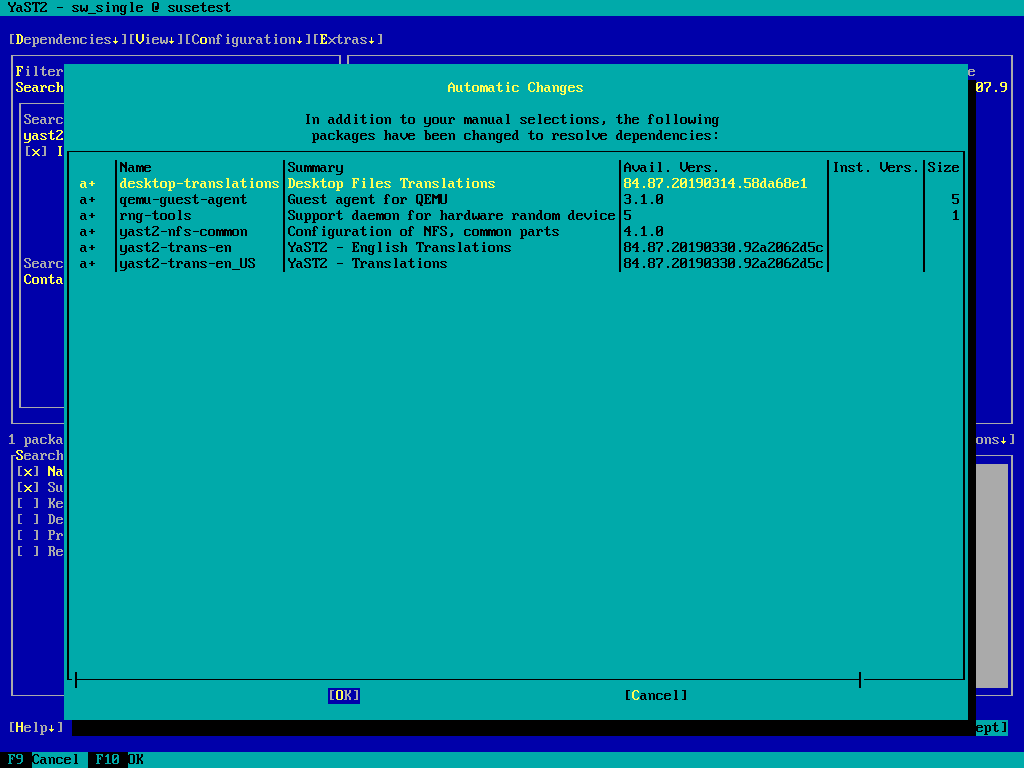 YaST2 - sw_single @ susetest
[Dependencies↓][View↓][Configuration↓][Extras↓]
Filter
e
Search
07.9
Automatic Changes
In addition to your manual selections, the following
packages have been changed to resolve dependencies:
Searc
yast2
[x] I
Name Summary Avail. Vers. Inst. Vers. Size
a+ desktop-translations Desktop Files Translations 84.87.20190314.58da68e1
a+ qemu-guest-agent Guest agent for QEMU 3.1.0 5
a+ rng-tools Support daemon for hardware random device 5 1
a+ yast2-nfs-common Configuration of NFS, common parts 4.1.0
a+ yast2-trans-en YaST2 - English Translations 84.87.20190330.92a2062d5c
a+ yast2-trans-en_US YaST2 - Translations 84.87.20190330.92a2062d5c
Searc
Conta
1 packa
ons↓]
Search
[x] Na
[x] Su
[ ] Ke
[ ] De
[ ] Pr
[ ] Re
[OK] [Cancel]
[Help↓]
ept]
F9 Cancel F10 OK